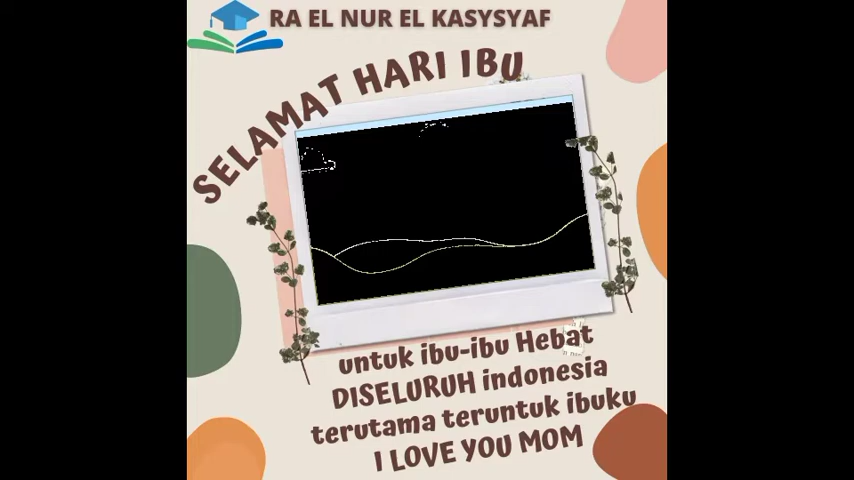 RA EL NUR EL KASYSYAF
SELAMAT HARI IBU
untuk ibu-ibu Hebat
DISELURUH indonesia
terutama teruntuk ibuku
I LOVE YOU MOM